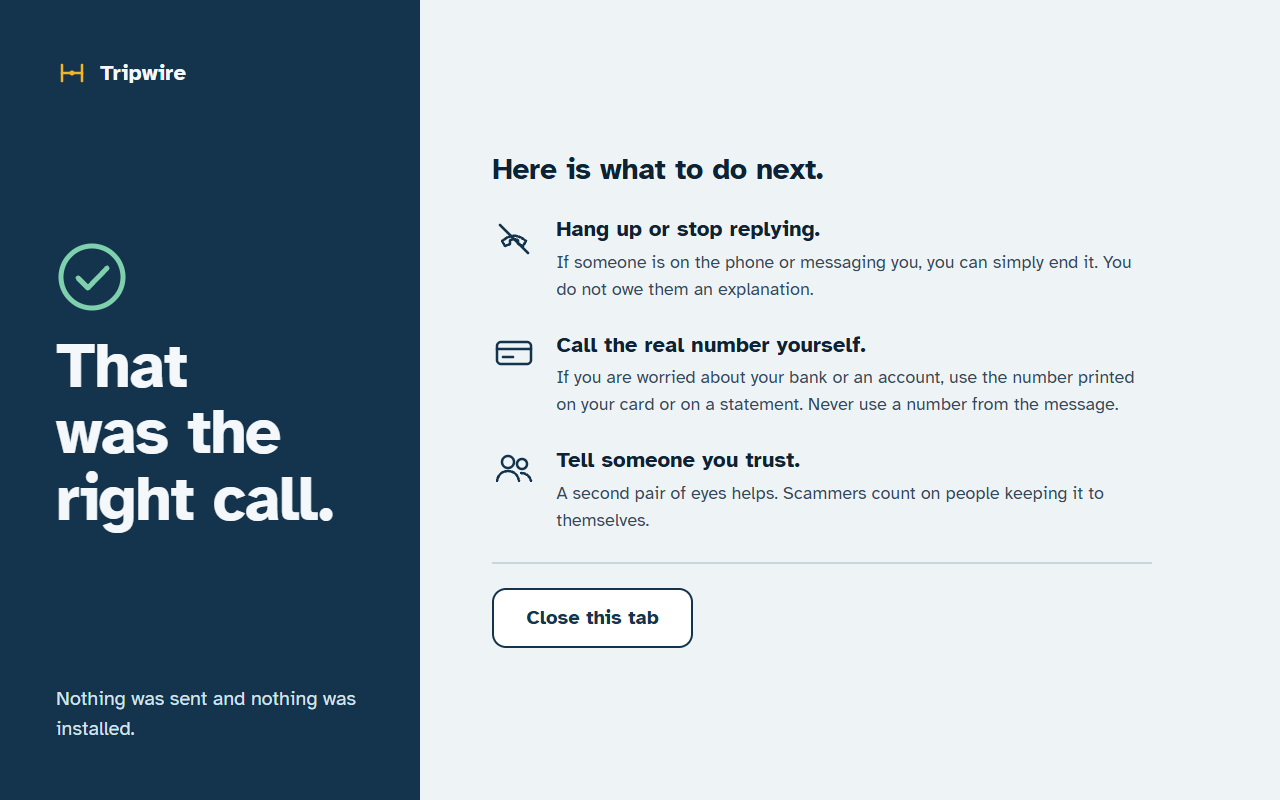 Tripwire
That
was the
right call.
Nothing was sent and nothing was
installed.
Here is what to do next.
Hang up or stop replying.
If someone is on the phone or messaging you, you can simply end it. You
do not owe them an explanation.
Call the real number yourself.
If you are worried about your bank or an account, use the number printed
on your card or on a statement. Never use a number from the message.
Tell someone you trust.
A second pair of eyes helps. Scammers count on people keeping it to
themselves.
Close this tab